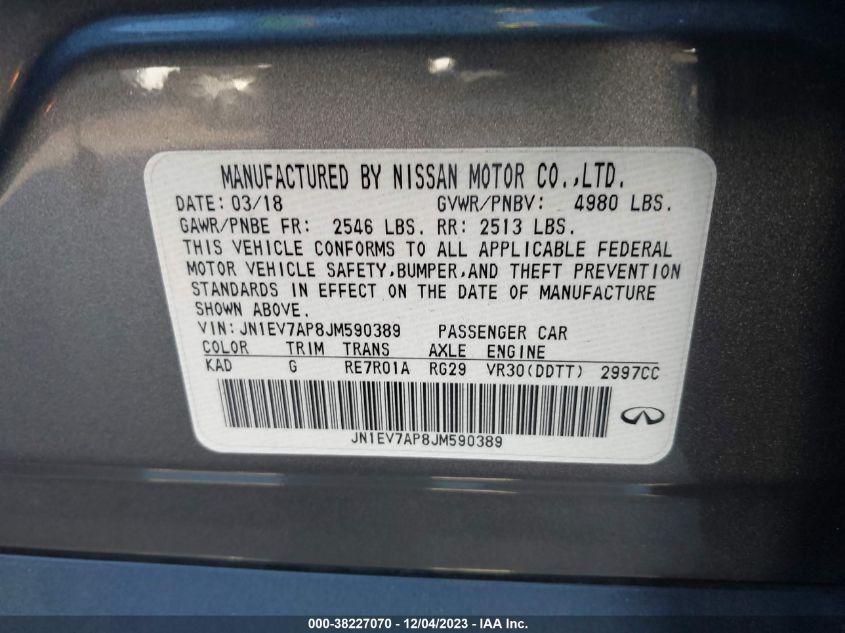 MANUFACTURED BY NISSAN MOTOR CO.,LTD.
DATE: 03/18 GVWR/PNBV: 4980 LBS.
GAWR/PNBE FR: 2546 LBS. RR: 2513 LBS.
THIS VEHICLE CONFORMS TO ALL APPLICABLE FEDERAL
MOTOR VEHICLE SAFETY,BUMPER,AND THEFT PREVENTION
STANDARDS IN EFFECT ON THE DATE OF MANUFACTURE
SHOWN ABOVE.
VIN:JN1EV7AP8JM590389 PASSENGER CAR
COLOR TRIM TRANS AXLE ENGINE
KAD G RE7R01A RG29 VR30(DDTT) 2997CC
JN1EV7AP8JM590389
000-38227070 - 12/04/2023 - IAA Inc.